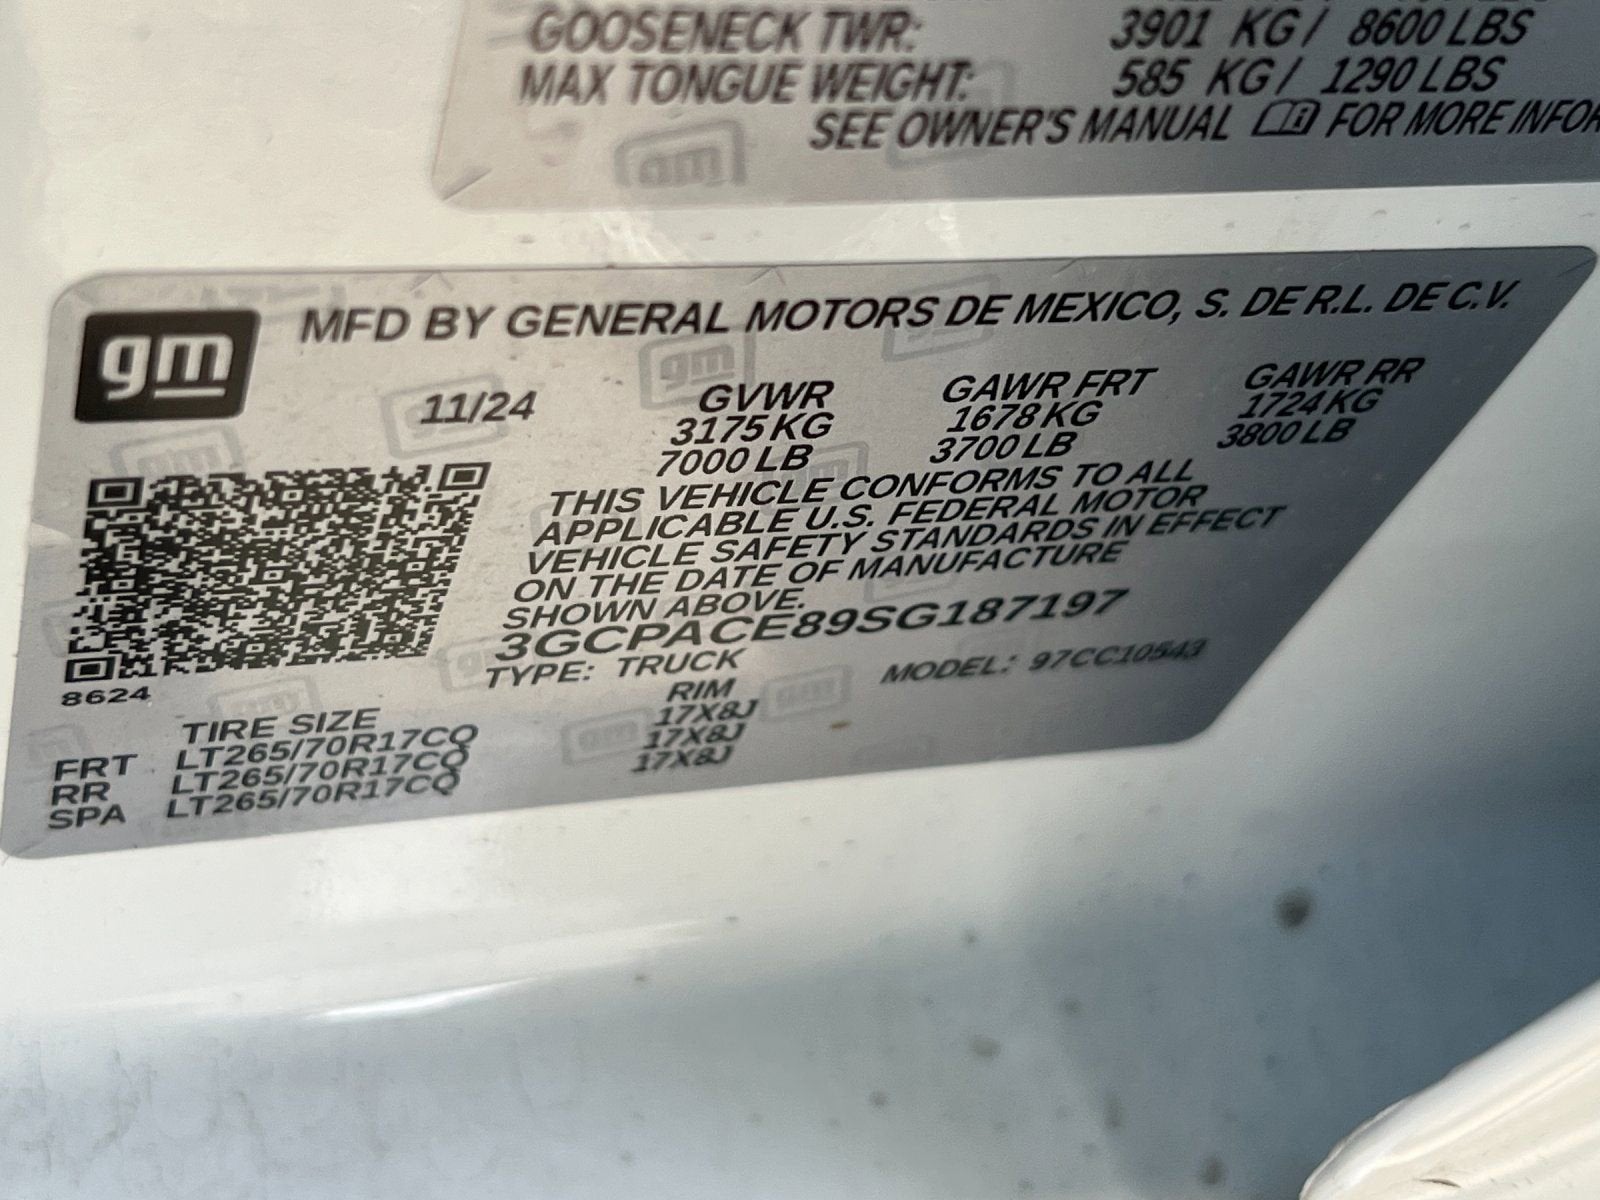 GOOSENECK TWR: 3901 KG/ 8600 LBS
MAX TONGUE WEIGHT: 585 KG/ 1290 LBS
SEE OWNER'S MANUAL FOR MORE INFOR
gm
MFD BY GENERAL MOTORS DE MEXICO, S. DE R.L. DE C.V.
11/24
GVWR GAWR FRT GAWR RR
3175 KG 1678 KG 1724 KG
7000 LB 3700 LB 3800 LB
THIS VEHICLE CONFORMS TO ALL
APPLICABLE U.S. FEDERAL MOTOR
VEHICLE SAFETY STANDARDS IN EFFECT
ON THE DATE OF MANUFACTURE
SHOWN ABOVE.
3GCPACE89SG187197
TYPE: TRUCK MODEL: 97CC10543
8624
TIRE SIZE RIM
FRT LT265/70R17CQ 17X8J
RR LT265/70R17CQ 17X8J
SPA LT265/70R17CQ 17X8J